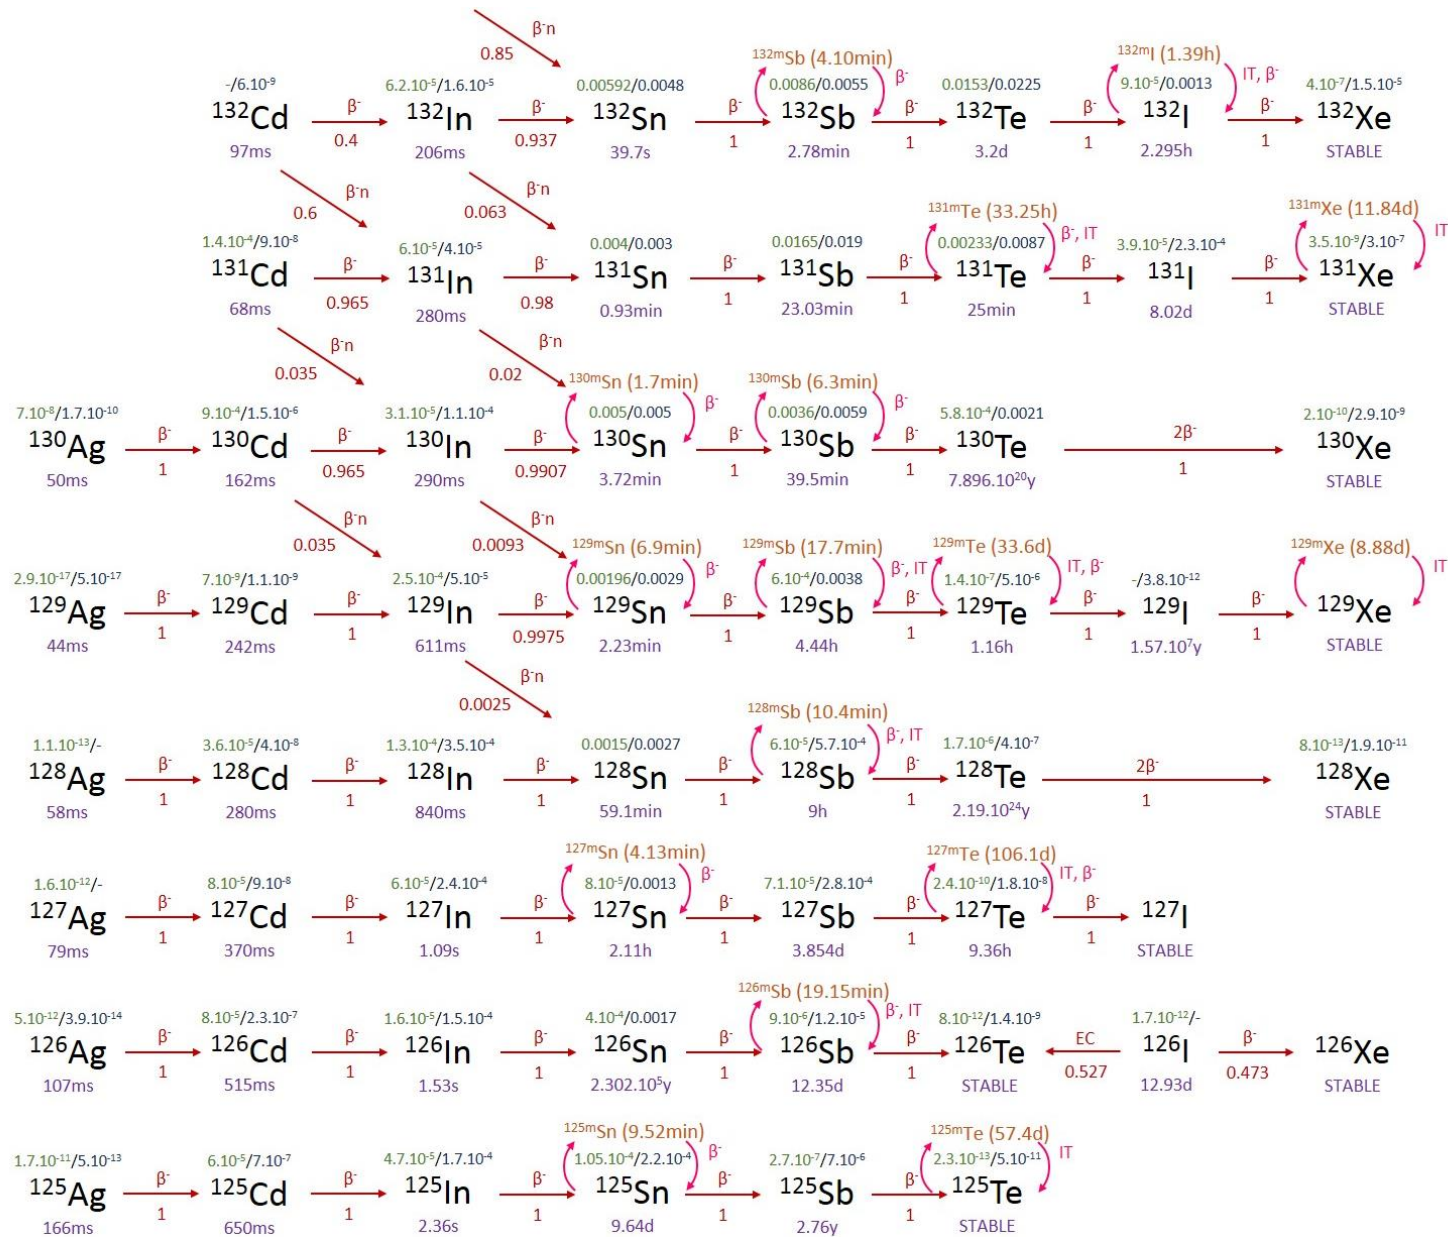 β⁻n
0.85
¹³²ᵐSb (4.10min)
¹³²ᵐI (1.39h)
-/6.10⁻⁹
6.2.10⁻⁵/1.6.10⁻⁵
0.00592/0.0048
0.0086/0.0055
β⁻
0.0153/0.0225
9.10⁻⁵/0.0013
IT, β⁻
4.10⁻⁷/1.5.10⁻⁵
¹³²Cd β⁻ ¹³²In β⁻ ¹³²Sn β⁻ ¹³²Sb β⁻ ¹³²Te β⁻ ¹³²I β⁻ ¹³²Xe
0.4 0.937 1 1 1 1
97ms 206ms 39.7s 2.78min 3.2d 2.295h STABLE
β⁻n β⁻n
0.6 0.063
¹³¹ᵐTe (33.25h)
¹³¹ᵐXe (11.84d)
1.4.10⁻⁴/9.10⁻⁸
6.10⁻⁵/4.10⁻⁵
0.004/0.003
0.0165/0.019
0.00233/0.0087
β⁻, IT
3.9.10⁻⁵/2.3.10⁻⁴
3.5.10⁻⁹/3.10⁻⁷
IT
¹³¹Cd β⁻ ¹³¹In β⁻ ¹³¹Sn β⁻ ¹³¹Sb β⁻ ¹³¹Te β⁻ ¹³¹I β⁻ ¹³¹Xe
0.965 0.98 1 1 1 1
68ms 280ms 0.93min 23.03min 25min 8.02d STABLE
β⁻n β⁻n
0.035 0.02
¹³⁰ᵐSn (1.7min)
¹³⁰ᵐSb (6.3min)
7.10⁻⁸/1.7.10⁻¹⁰
9.10⁻⁴/1.5.10⁻⁶
3.1.10⁻⁵/1.1.10⁻⁴
0.005/0.005
β⁻
0.0036/0.0059
β⁻
5.8.10⁻⁴/0.0021
2.10⁻¹⁰/2.9.10⁻⁹
¹³⁰Ag β⁻ ¹³⁰Cd β⁻ ¹³⁰In β⁻ ¹³⁰Sn β⁻ ¹³⁰Sb β⁻ ¹³⁰Te 2β⁻ ¹³⁰Xe
1 0.965 0.9907 1 1 1
50ms 162ms 290ms 3.72min 39.5min 7.896.10²⁰y STABLE
β⁻n β⁻n
0.035 0.0093
¹²⁹ᵐSn (6.9min)
¹²⁹ᵐSb (17.7min)
¹²⁹ᵐTe (33.6d)
¹²⁹ᵐXe (8.88d)
2.9.10⁻¹⁷/5.10⁻¹⁷
7.10⁻⁹/1.1.10⁻⁹
2.5.10⁻⁴/5.10⁻⁵
0.00196/0.0029
β⁻
6.10⁻⁴/0.0038
β⁻, IT
1.4.10⁻⁷/5.10⁻⁶
IT, β⁻
-/3.8.10⁻¹²
IT
¹²⁹Ag β⁻ ¹²⁹Cd β⁻ ¹²⁹In β⁻ ¹²⁹Sn β⁻ ¹²⁹Sb β⁻ ¹²⁹Te β⁻ ¹²⁹I β⁻ ¹²⁹Xe
1 1 0.9975 1 1 1 1
44ms 242ms 611ms 2.23min 4.44h 1.16h 1.57.10⁷y STABLE
β⁻n
0.0025
¹²⁸ᵐSb (10.4min)
1.1.10⁻¹³/-
3.6.10⁻⁵/4.10⁻⁸
1.3.10⁻⁴/3.5.10⁻⁴
0.0015/0.0027
6.10⁻⁵/5.7.10⁻⁴
β⁻, IT
1.7.10⁻⁶/4.10⁻⁷
8.10⁻¹³/1.9.10⁻¹¹
¹²⁸Ag β⁻ ¹²⁸Cd β⁻ ¹²⁸In β⁻ ¹²⁸Sn β⁻ ¹²⁸Sb β⁻ ¹²⁸Te 2β⁻ ¹²⁸Xe
1 1 1 1 1 1
58ms 280ms 840ms 59.1min 9h 2.19.10²⁴y STABLE
¹²⁷ᵐSn (4.13min)
¹²⁷ᵐTe (106.1d)
1.6.10⁻¹²/-
8.10⁻⁵/9.10⁻⁸
6.10⁻⁵/2.4.10⁻⁴
8.10⁻⁵/0.0013
β⁻
7.1.10⁻⁵/2.8.10⁻⁴
2.4.10⁻¹⁰/1.8.10⁻⁸
IT, β⁻
¹²⁷Ag β⁻ ¹²⁷Cd β⁻ ¹²⁷In β⁻ ¹²⁷Sn β⁻ ¹²⁷Sb β⁻ ¹²⁷Te β⁻ ¹²⁷I
1 1 1 1 1 1
79ms 370ms 1.09s 2.11h 3.854d 9.36h STABLE
¹²⁶ᵐSb (19.15min)
5.10⁻¹²/3.9.10⁻¹⁴
8.10⁻⁵/2.3.10⁻⁷
1.6.10⁻⁵/1.5.10⁻⁴
4.10⁻⁴/0.0017
9.10⁻⁶/1.2.10⁻⁵
β⁻, IT
8.10⁻¹²/1.4.10⁻⁹
1.7.10⁻¹²/-
¹²⁶Ag β⁻ ¹²⁶Cd β⁻ ¹²⁶In β⁻ ¹²⁶Sn β⁻ ¹²⁶Sb β⁻ ¹²⁶Te EC ¹²⁶I β⁻ ¹²⁶Xe
1 1 1 1 1 0.527 0.473
107ms 515ms 1.53s 2.302.10⁵y 12.35d STABLE 12.93d STABLE
¹²⁵ᵐSn (9.52min)
¹²⁵ᵐTe (57.4d)
1.7.10⁻¹¹/5.10⁻¹³
6.10⁻⁵/7.10⁻⁷
4.7.10⁻⁵/1.7.10⁻⁴
1.05.10⁻⁴/2.2.10⁻⁴
β⁻
2.7.10⁻⁷/7.10⁻⁶
2.3.10⁻¹³/5.10⁻¹¹
IT
¹²⁵Ag β⁻ ¹²⁵Cd β⁻ ¹²⁵In β⁻ ¹²⁵Sn β⁻ ¹²⁵Sb β⁻ ¹²⁵Te
1 1 1 1 1
166ms 650ms 2.36s 9.64d 2.76y STABLE